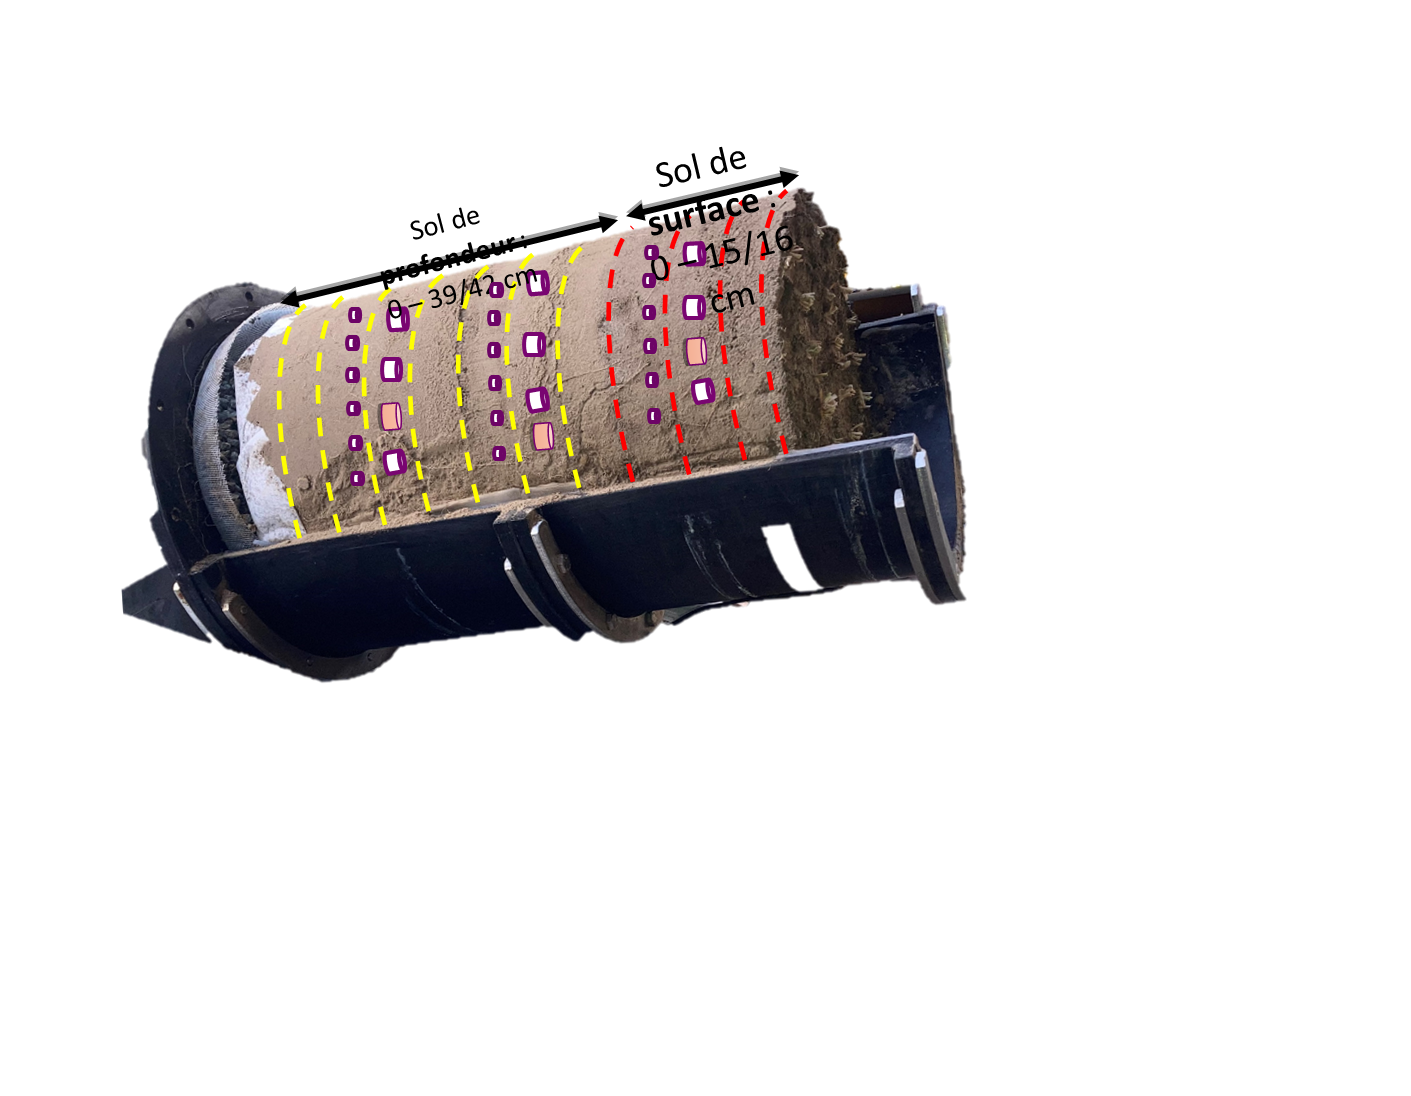 Sol de
profondeur :
0 – 39/42 cm
Sol de
surface :
0 – 15/16
cm